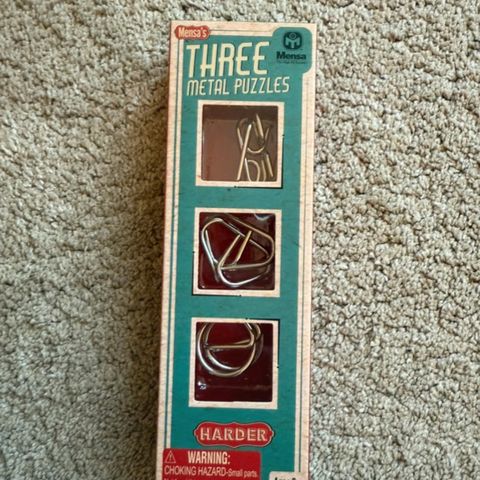 Mensa's
THREE
METAL PUZZLES
Mensa
HARDER
WARNING:
CHOKING HAZARD-Small parts.